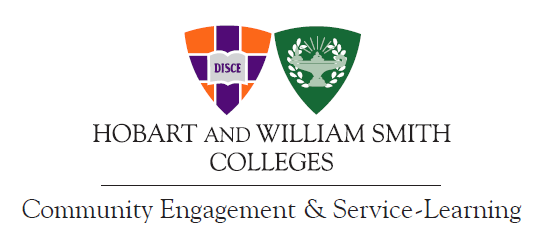 DISCE
HOBART AND WILLIAM SMITH
COLLEGES
Community Engagement & Service-Learning